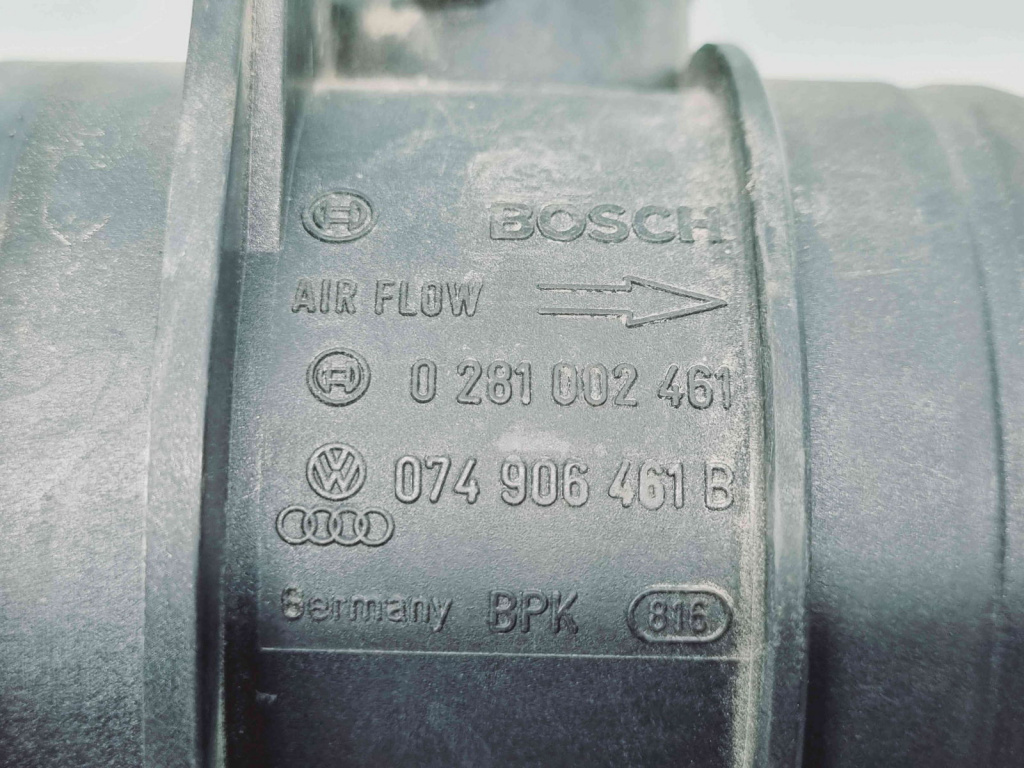 BOSCH
AIR FLOW
0 281 002 461
074 906 461 B
Germany BPK 816